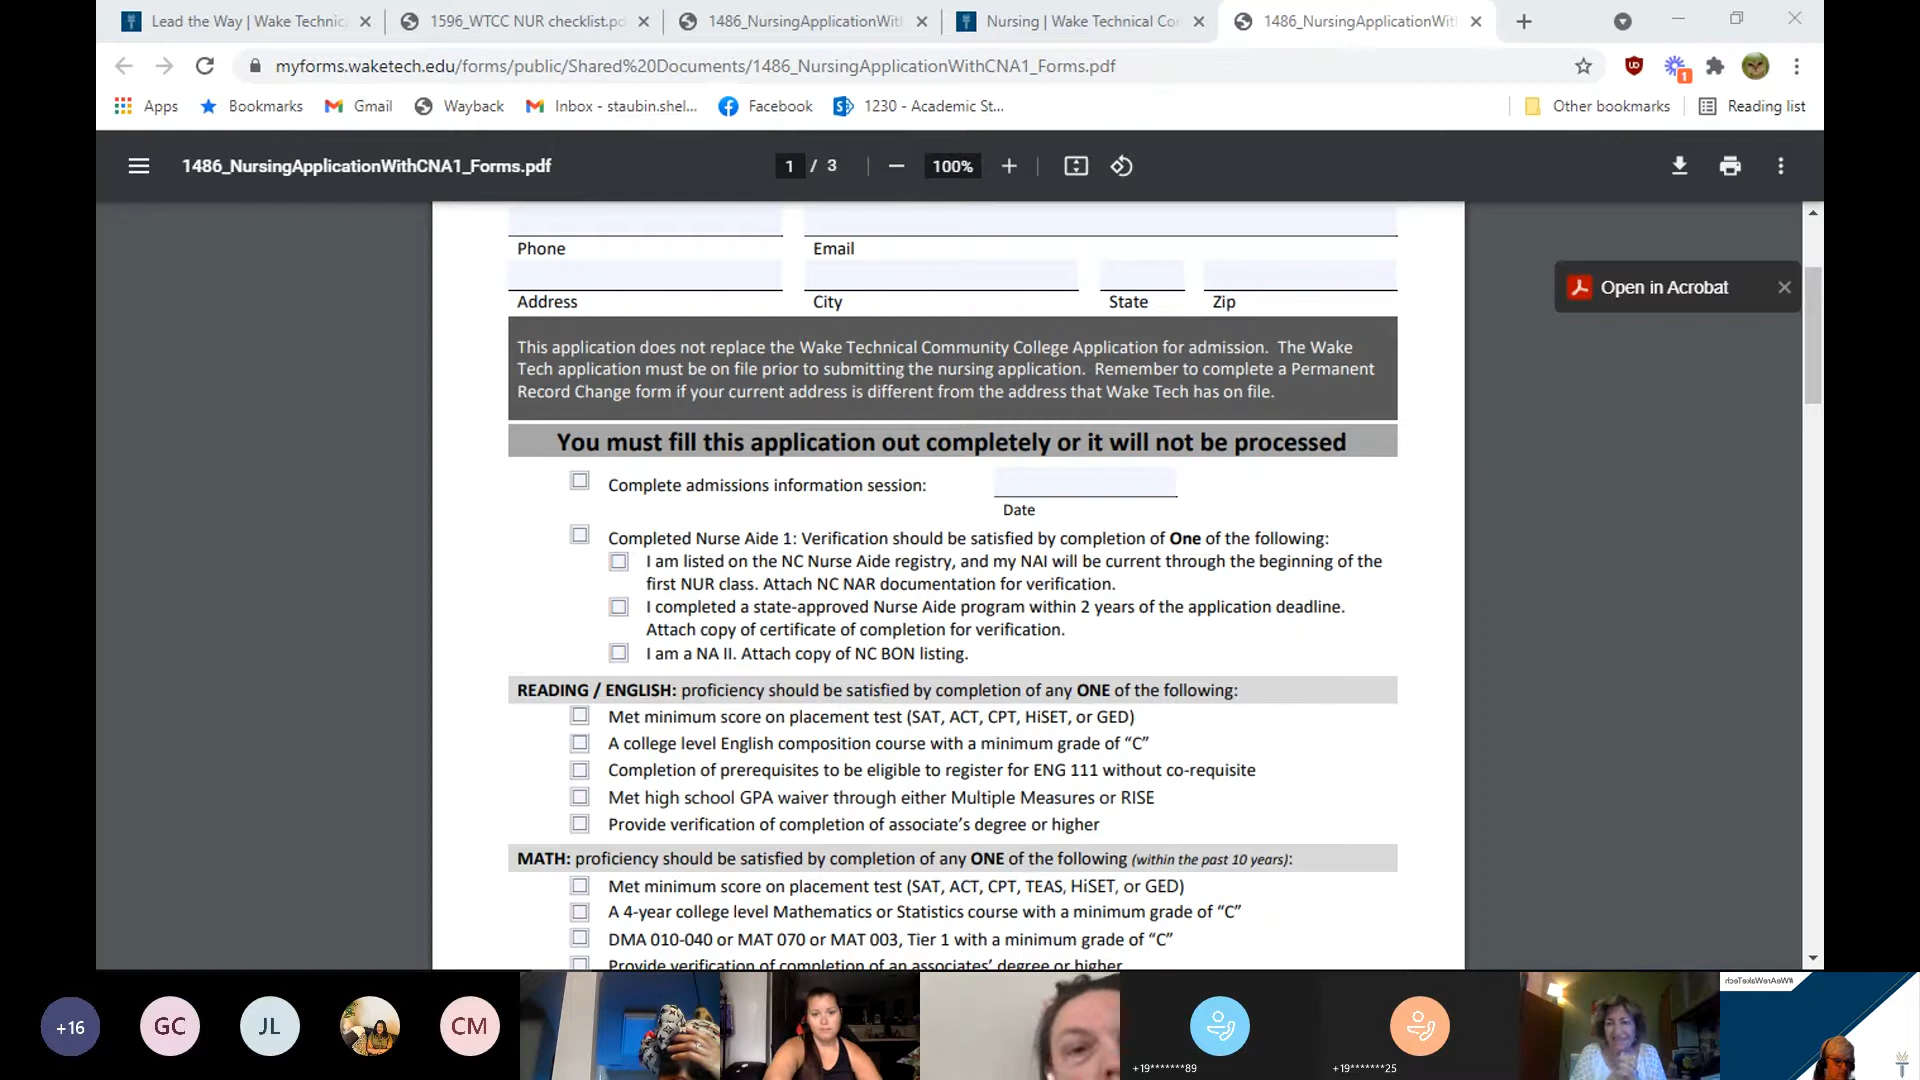 Lead the Way | Wake Technic
1596_WTCC NUR checklist.pd
1486_NursingApplicationWith
Nursing | Wake Technical Co
1486_NursingApplicationWit
myforms.waketech.edu/forms/public/Shared%20Documents/1486_NursingApplicationWithCNA1_Forms.pdf
1
Apps
Bookmarks
Gmail
Wayback
Inbox - staubin.shel...
Facebook
1230 - Academic St...
Other bookmarks
Reading list
1486_NursingApplicationWithCNA1_Forms.pdf
1 / 3
100%
Open in Acrobat
Phone Email
Address City State Zip
This application does not replace the Wake Technical Community College Application for admission. The Wake
Tech application must be on file prior to submitting the nursing application. Remember to complete a Permanent
Record Change form if your current address is different from the address that Wake Tech has on file.
You must fill this application out completely or it will not be processed
Complete admissions information session:
Date
Completed Nurse Aide 1: Verification should be satisfied by completion of One of the following:
I am listed on the NC Nurse Aide registry, and my NAI will be current through the beginning of the
first NUR class. Attach NC NAR documentation for verification.
I completed a state-approved Nurse Aide program within 2 years of the application deadline.
Attach copy of certificate of completion for verification.
I am a NA II. Attach copy of NC BON listing.
READING / ENGLISH: proficiency should be satisfied by completion of any ONE of the following:
Met minimum score on placement test (SAT, ACT, CPT, HiSET, or GED)
A college level English composition course with a minimum grade of “C”
Completion of prerequisites to be eligible to register for ENG 111 without co-requisite
Met high school GPA waiver through either Multiple Measures or RISE
Provide verification of completion of associate’s degree or higher
MATH: proficiency should be satisfied by completion of any ONE of the following (within the past 10 years):
Met minimum score on placement test (SAT, ACT, CPT, TEAS, HiSET, or GED)
A 4-year college level Mathematics or Statistics course with a minimum grade of “C”
DMA 010-040 or MAT 070 or MAT 003, Tier 1 with a minimum grade of “C”
Provide verification of completion of an associates’ degree or higher
+16
GC
JL
CM
+19*******89
+19*******25
#WeAreWakeTech